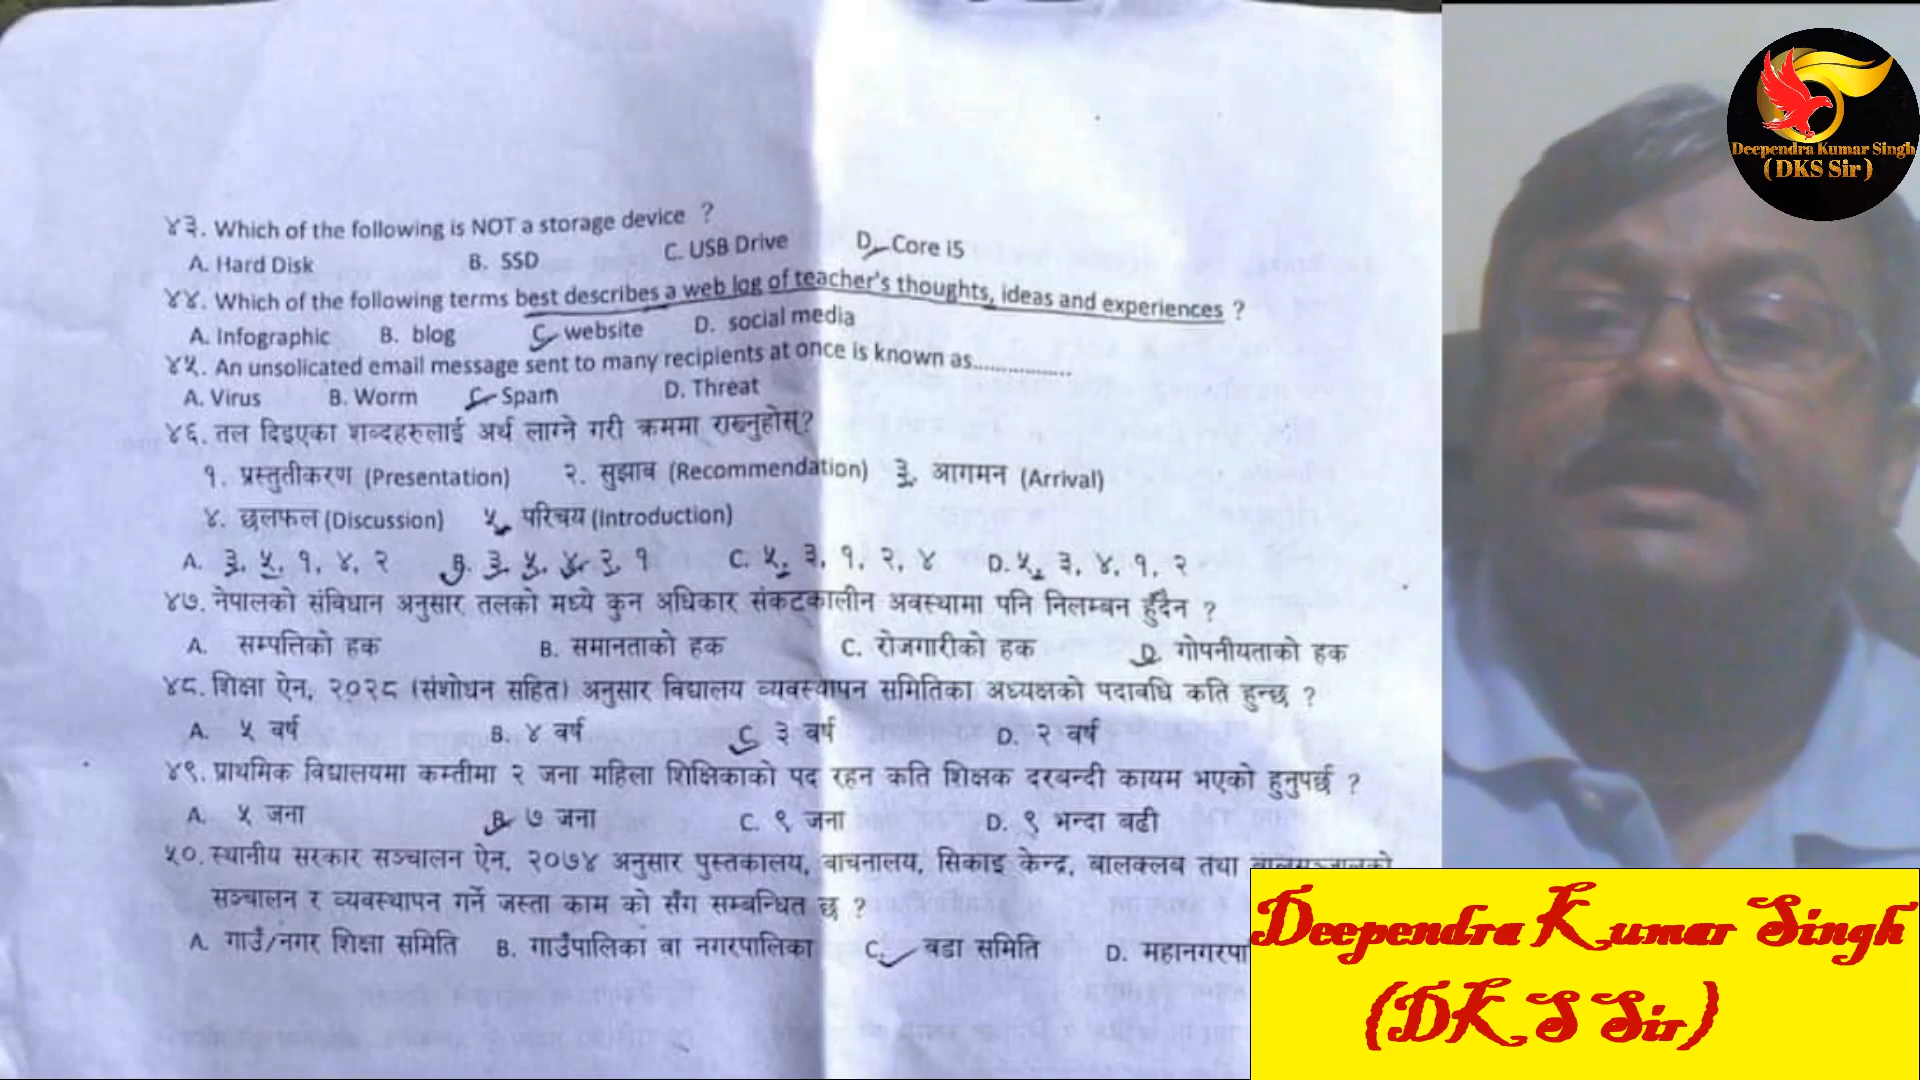 ४३. Which of the following is NOT a storage device ?
A. Hard Disk B. SSD C. USB Drive D. Core i5
४४. Which of the following terms best describes a web log of teacher's thoughts, ideas and experiences ?
A. Infographic B. blog C. website D. social media
४५. An unsolicated email message sent to many recipients at once is known as.................
A. Virus B. Worm C. Spam D. Threat
४६. तल दिइएका शब्दहरुलाई अर्थ लाग्ने गरी क्रममा राख्नुहोस्?
१. प्रस्तुतीकरण (Presentation) २. सुझाव (Recommendation) ३. आगमन (Arrival)
४. छलफल (Discussion) ५. परिचय (Introduction)
A. ३, ५, १, ४, २ B. ३, ५, ४, २, १ C. ५, ३, १, २, ४ D. ५, ३, ४, १, २
४७. नेपालको संविधान अनुसार तलको मध्ये कुन अधिकार संकटकालीन अवस्थामा पनि निलम्बन हुँदैन ?
A. सम्पत्तिको हक B. समानताको हक C. रोजगारीको हक D. गोपनीयताको हक
४८. शिक्षा ऐन, २०२८ (संशोधन सहित) अनुसार विद्यालय व्यवस्थापन समितिका अध्यक्षको पदावधि कति हुन्छ ?
A. ५ वर्ष B. ४ वर्ष C ३ वर्ष D. २ वर्ष
४९. प्राथमिक विद्यालयमा कम्तीमा २ जना महिला शिक्षिकाको पद रहन कति शिक्षक दरबन्दी कायम भएको हुनुपर्छ ?
A. ५ जना B. ७ जना C. ९ जना D. ९ भन्दा बढी
५०. स्थानीय सरकार सञ्चालन ऐन, २०७४ अनुसार पुस्तकालय, वाचनालय, सिकाइ केन्द्र, बालक्लब तथा
सञ्चालन र व्यवस्थापन गर्ने जस्ता काम को सँग सम्बन्धित छ ?
A. गाउँ/नगर शिक्षा समिति B. गाउँपालिका वा नगरपालिका C. वडा समिति D. महानगरपा
Deependra Kumar Singh
(DKS Sir)
Deependra Kumar Singh
(DK S Sir)